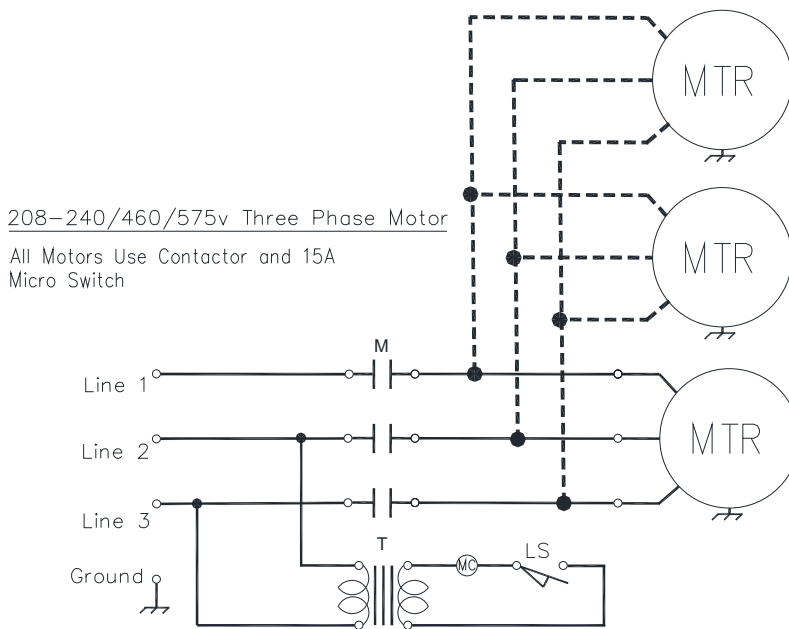 MTR
208-240/460/575v Three Phase Motor
MTR
All Motors Use Contactor and 15A
Micro Switch
M
Line 1
MTR
Line 2
Line 3
T
LS
MC
Ground